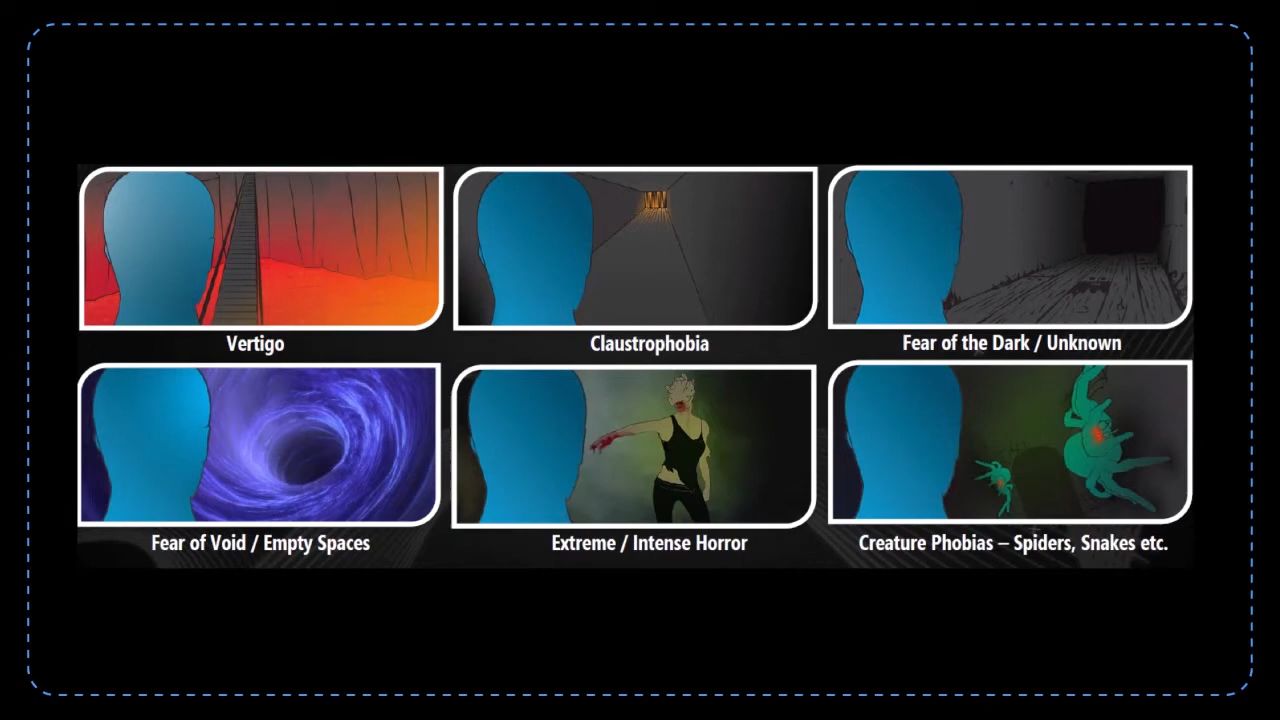 Vertigo
Claustrophobia
Fear of the Dark / Unknown
Fear of Void / Empty Spaces
Extreme / Intense Horror
Creature Phobias – Spiders, Snakes etc.